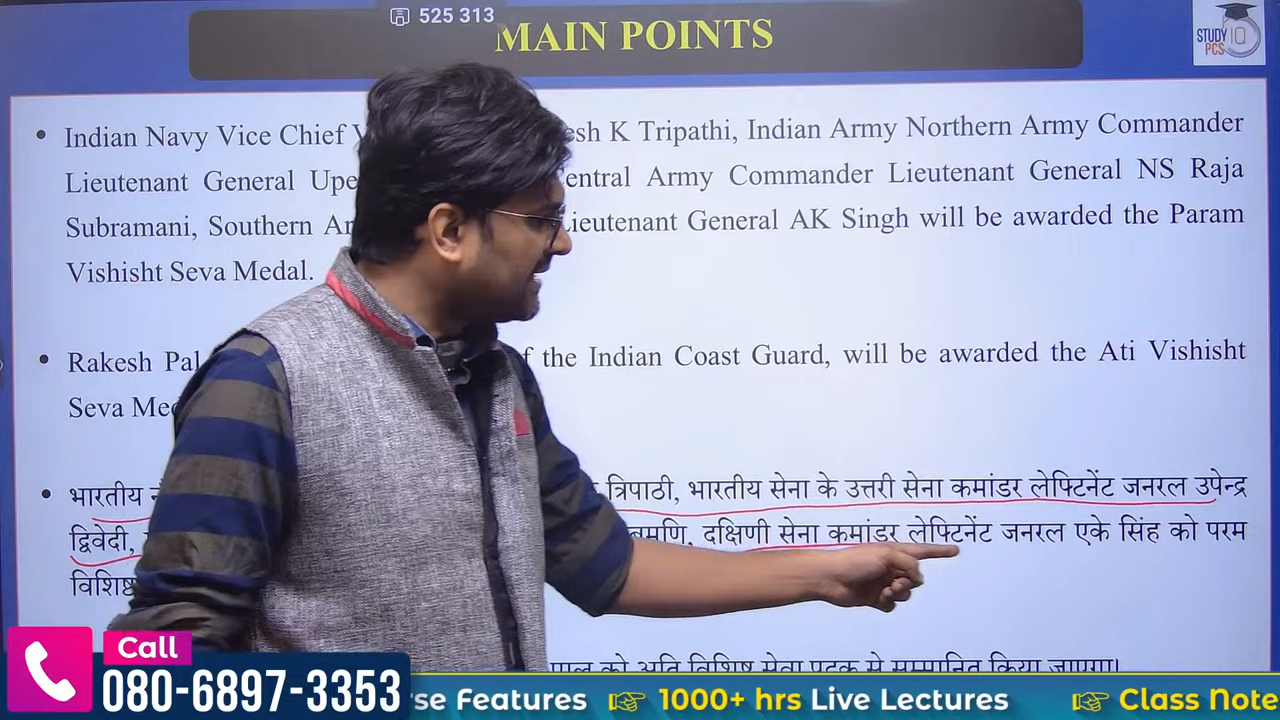 525 313
MAIN POINTS
STUDY IQ
PCS
• Indian Navy Vice Chief esh K Tripathi, Indian Army Northern Army Commander
Lieutenant General Upe entral Army Commander Lieutenant General NS Raja
Subramani, Southern Ar Lieutenant General AK Singh will be awarded the Param
Vishisht Seva Medal.
• Rakesh Pal f the Indian Coast Guard, will be awarded the Ati Vishisht
Seva Me
• भारतीय त्रिपाठी, भारतीय सेना के उत्तरी सेना कमांडर लेफ्टिनेंट जनरल उपेन्द्र
द्विवेदी, ब्रमणि, दक्षिणी सेना कमांडर लेफ्टिनेंट जनरल एके सिंह को परम
विशिष्ट
पाल को अति विशिष्ट सेवा पदक से सम्मानित किया जाएगा।
Call
080-6897-3353
rse Features 1000+ hrs Live Lectures Class Note